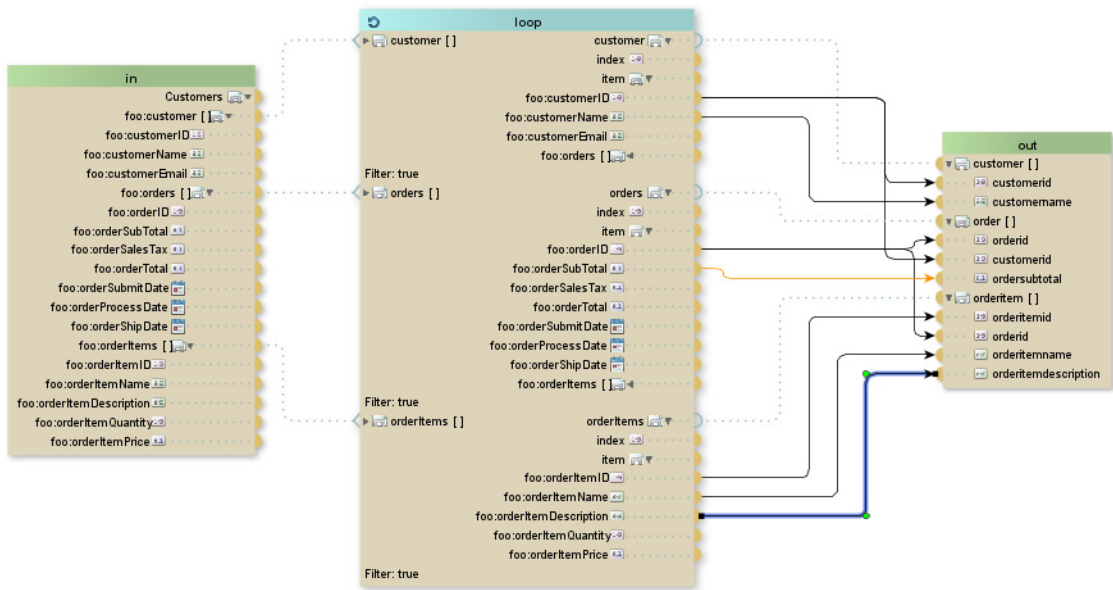 in
Customers
foo:customer [ ]
foo:customerID
foo:customerName
foo:customerEmail
foo:orders [ ]
foo:orderID
foo:orderSubTotal
foo:orderSalesTax
foo:orderTotal
foo:orderSubmitDate
foo:orderProcessDate
foo:orderShipDate
foo:orderItems [ ]
foo:orderItemID
foo:orderItemName
foo:orderItemDescription
foo:orderItemQuantity
foo:orderItemPrice
loop
customer [ ] customer
index
item
foo:customerID
foo:customerName
foo:customerEmail
foo:orders [ ]
Filter: true
orders [ ] orders
index
item
foo:orderID
foo:orderSubTotal
foo:orderSalesTax
foo:orderTotal
foo:orderSubmitDate
foo:orderProcessDate
foo:orderShipDate
foo:orderItems [ ]
Filter: true
orderItems [ ] orderItems
index
item
foo:orderItemID
foo:orderItemName
foo:orderItemDescription
foo:orderItemQuantity
foo:orderItemPrice
Filter: true
out
customer [ ]
customerid
customername
order [ ]
orderid
customerid
ordersubtotal
orderitem [ ]
orderitemid
orderid
orderitemname
orderitemdescription